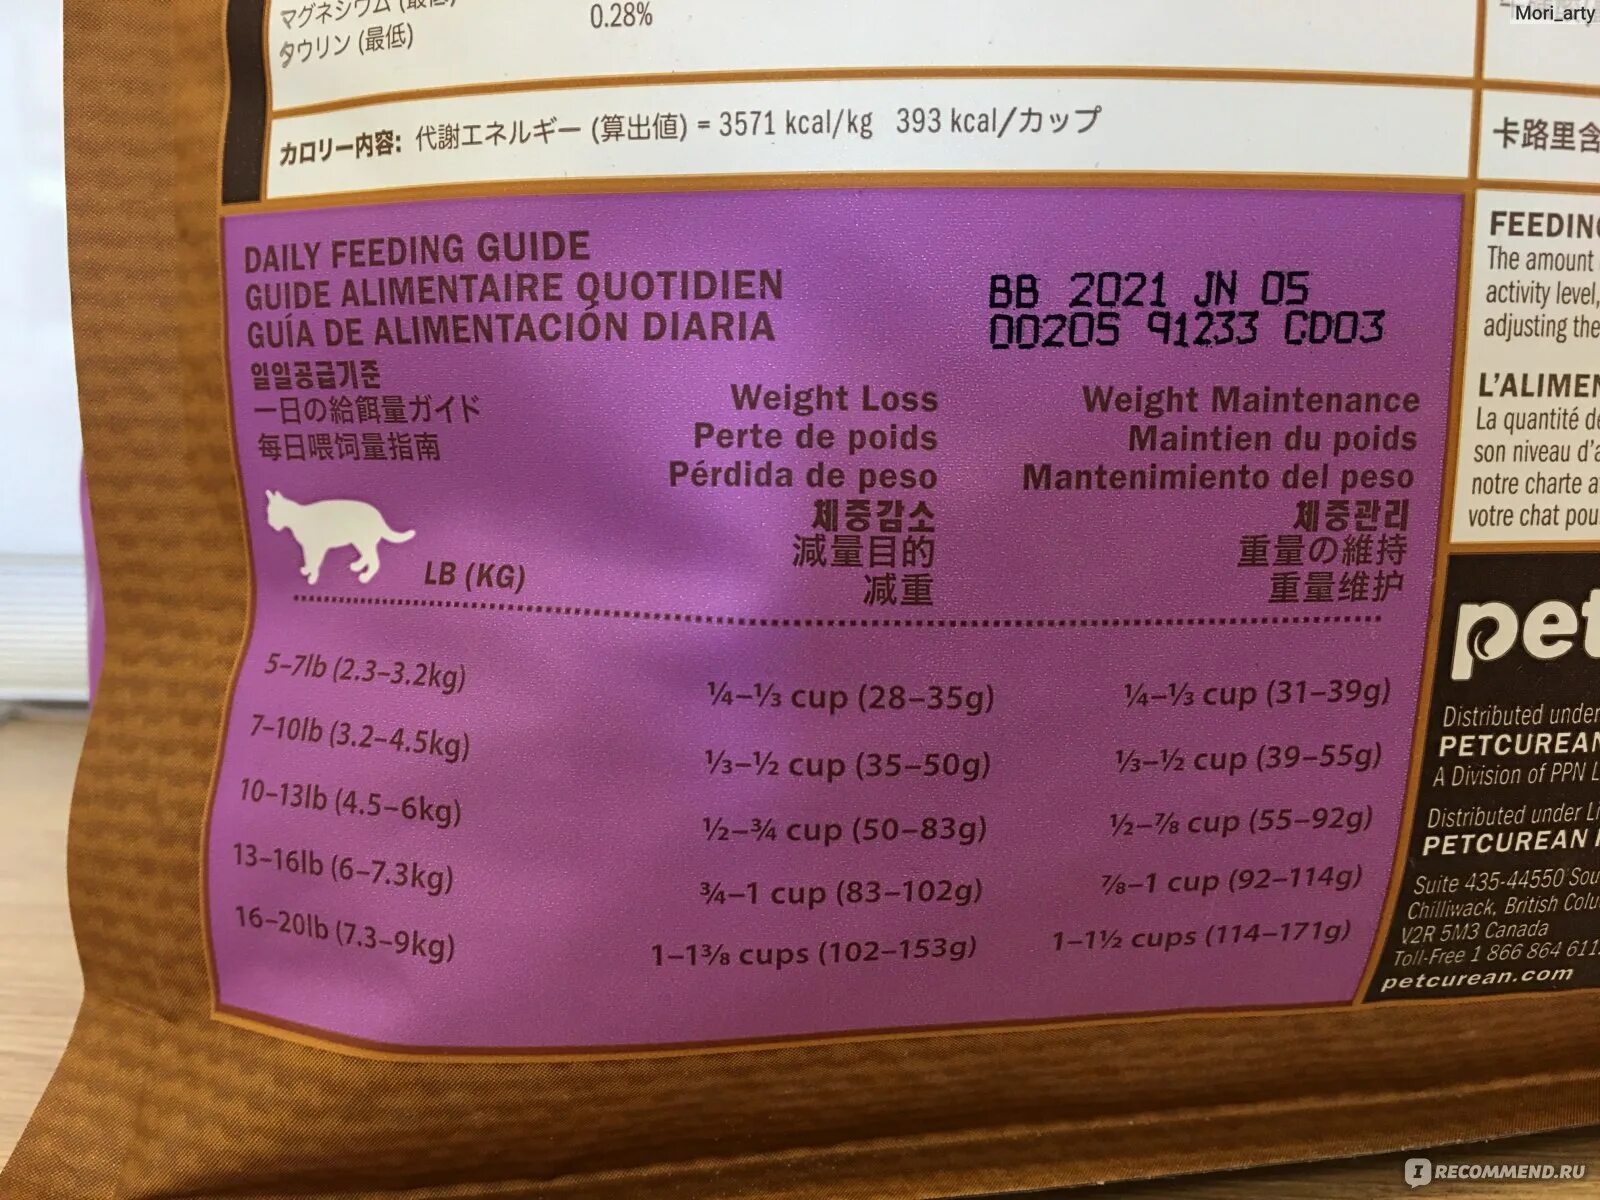 Mori_arty
マグネシウム (最低)
タウリン (最低)
0.28%
カロリー内容: 代謝エネルギー (算出値) = 3571 kcal/kg 393 kcal/カップ
卡路里含
DAILY FEEDING GUIDE
GUIDE ALIMENTAIRE QUOTIDIEN
GUÍA DE ALIMENTACIÓN DIARIA
일일공급기준
一日の給餌量ガイド
每日喂饲量指南
BB 2021 JN 05
00205 91233 CD03
LB (KG)
Weight Loss
Perte de poids
Pérdida de peso
체중감소
減量目的
减重
Weight Maintenance
Maintien du poids
Mantenimiento del peso
체중관리
重量の維持
重量维护
5–7lb (2.3–3.2kg) ¼–⅓ cup (28–35g) ¼–⅓ cup (31–39g)
7–10lb (3.2–4.5kg) ⅓–½ cup (35–50g) ⅓–½ cup (39–55g)
10–13lb (4.5–6kg) ½–¾ cup (50–83g) ½–⅞ cup (55–92g)
13–16lb (6–7.3kg) ¾–1 cup (83–102g) ⅞–1 cup (92–114g)
16–20lb (7.3–9kg) 1–1⅜ cups (102–153g) 1–1½ cups (114–171g)
FEEDING
The amount
activity level,
adjusting the
L'ALIMEN
La quantité de
son niveau d'a
notre charte a
votre chat pou
pet
Distributed under
PETCUREAN
A Division of PPN L
Distributed under Li
PETCUREAN
Suite 435-44550 Sou
Chilliwack, British Colu
V2R 5M3 Canada
Toll-Free 1 866 864 611
petcurean.com
IRECOMMEND.RU